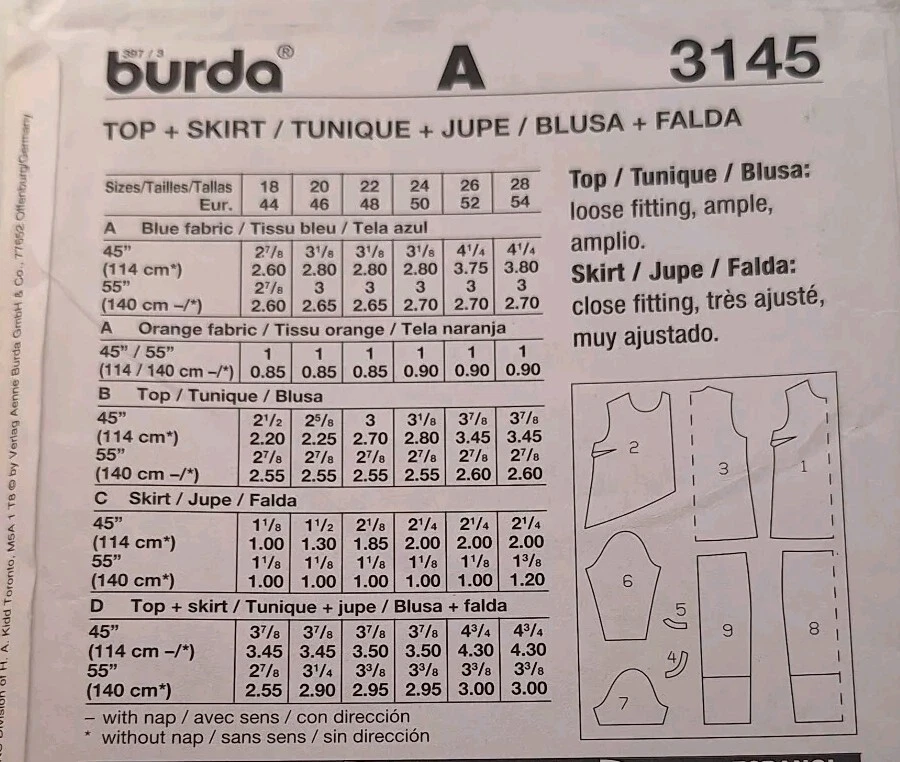 397 / 3
burda® A 3145
TOP + SKIRT / TUNIQUE + JUPE / BLUSA + FALDA
Sizes/Tailles/Tallas 18 20 22 24 26 28
Eur. 44 46 48 50 52 54
A Blue fabric / Tissu bleu / Tela azul
45” 2⁷/₈ 3¹/₈ 3¹/₈ 3¹/₈ 4¹/₄ 4¹/₄
(114 cm*) 2.60 2.80 2.80 2.80 3.75 3.80
55” 2⁷/₈ 3 3 3 3 3
(140 cm –/*) 2.60 2.65 2.65 2.70 2.70 2.70
A Orange fabric / Tissu orange / Tela naranja
45” / 55” 1 1 1 1 1 1
(114 / 140 cm –/*) 0.85 0.85 0.85 0.90 0.90 0.90
B Top / Tunique / Blusa
45” 2¹/₂ 2⁵/₈ 3 3¹/₈ 3⁷/₈ 3⁷/₈
(114 cm*) 2.20 2.25 2.70 2.80 3.45 3.45
55” 2⁷/₈ 2⁷/₈ 2⁷/₈ 2⁷/₈ 2⁷/₈ 2⁷/₈
(140 cm –/*) 2.55 2.55 2.55 2.55 2.60 2.60
C Skirt / Jupe / Falda
45” 1¹/₈ 1¹/₂ 2¹/₈ 2¹/₄ 2¹/₄ 2¹/₄
(114 cm*) 1.00 1.30 1.85 2.00 2.00 2.00
55” 1¹/₈ 1¹/₈ 1¹/₈ 1¹/₈ 1¹/₈ 1³/₈
(140 cm*) 1.00 1.00 1.00 1.00 1.00 1.20
D Top + skirt / Tunique + jupe / Blusa + falda
45” 3⁷/₈ 3⁷/₈ 3⁷/₈ 3⁷/₈ 4³/₄ 4³/₄
(114 cm –/*) 3.45 3.45 3.50 3.50 4.30 4.30
55” 2⁷/₈ 3¹/₄ 3³/₈ 3³/₈ 3³/₈ 3³/₈
(140 cm*) 2.55 2.90 2.95 2.95 3.00 3.00
– with nap / avec sens / con dirección
* without nap / sans sens / sin dirección
Top / Tunique / Blusa:
loose fitting, ample,
amplio.
Skirt / Jupe / Falda:
close fitting, très ajusté,
muy ajustado.
2 3 1
6 5 9 8
4
7
Division of H. A. Kidd Toronto, M5A 1 T8 © by Verlag Aenne Burda GmbH & Co., 77652 Offenburg/Germany